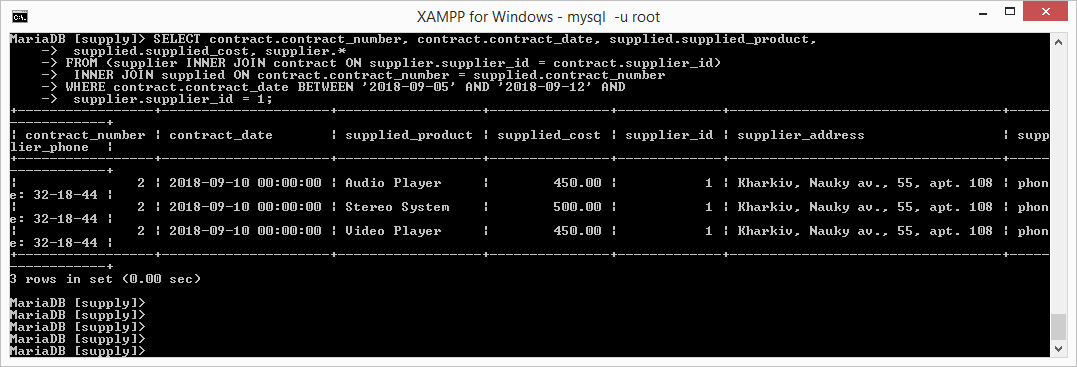 XAMPP for Windows - mysql  -u root
MariaDB [supply]> SELECT contract.contract_number, contract.contract_date, supplied.supplied_product,
    ->  supplied.supplied_cost, supplier.*
    -> FROM (supplier INNER JOIN contract ON supplier.supplier_id = contract.supplier_id)
    ->  INNER JOIN supplied ON contract.contract_number = supplied.contract_number
    -> WHERE contract.contract_date BETWEEN '2018-09-05' AND '2018-09-12' AND
    ->  supplier.supplier_id = 1;
+-----------------+---------------------+------------------+---------------+-------------+----------------------------------+-----
------------+
| contract_number | contract_date       | supplied_product | supplied_cost | supplier_id | supplier_address                 | supp
lier_phone  |
+-----------------+---------------------+------------------+---------------+-------------+----------------------------------+-----
------------+
|               2 | 2018-09-10 00:00:00 | Audio Player     |        450.00 |           1 | Kharkiv, Nauky av., 55, apt. 108 | phon
e: 32-18-44 |
|               2 | 2018-09-10 00:00:00 | Stereo System    |        500.00 |           1 | Kharkiv, Nauky av., 55, apt. 108 | phon
e: 32-18-44 |
|               2 | 2018-09-10 00:00:00 | Video Player     |        450.00 |           1 | Kharkiv, Nauky av., 55, apt. 108 | phon
e: 32-18-44 |
+-----------------+---------------------+------------------+---------------+-------------+----------------------------------+-----
------------+
3 rows in set (0.00 sec)
MariaDB [supply]>
MariaDB [supply]>
MariaDB [supply]>
MariaDB [supply]>
MariaDB [supply]>